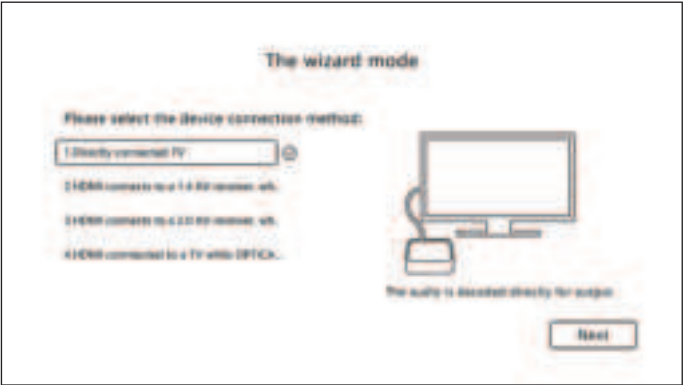 The wizard mode
Please select the device connection method:
1 Directly connected TV
2 HDMI connects to a 1.4 AV receiver, wh..
3 HDMI connects to a 2.0 AV receiver, wh..
4 HDMI connected to a TV while OPTICA..
The audio is decoded directly for output
Next